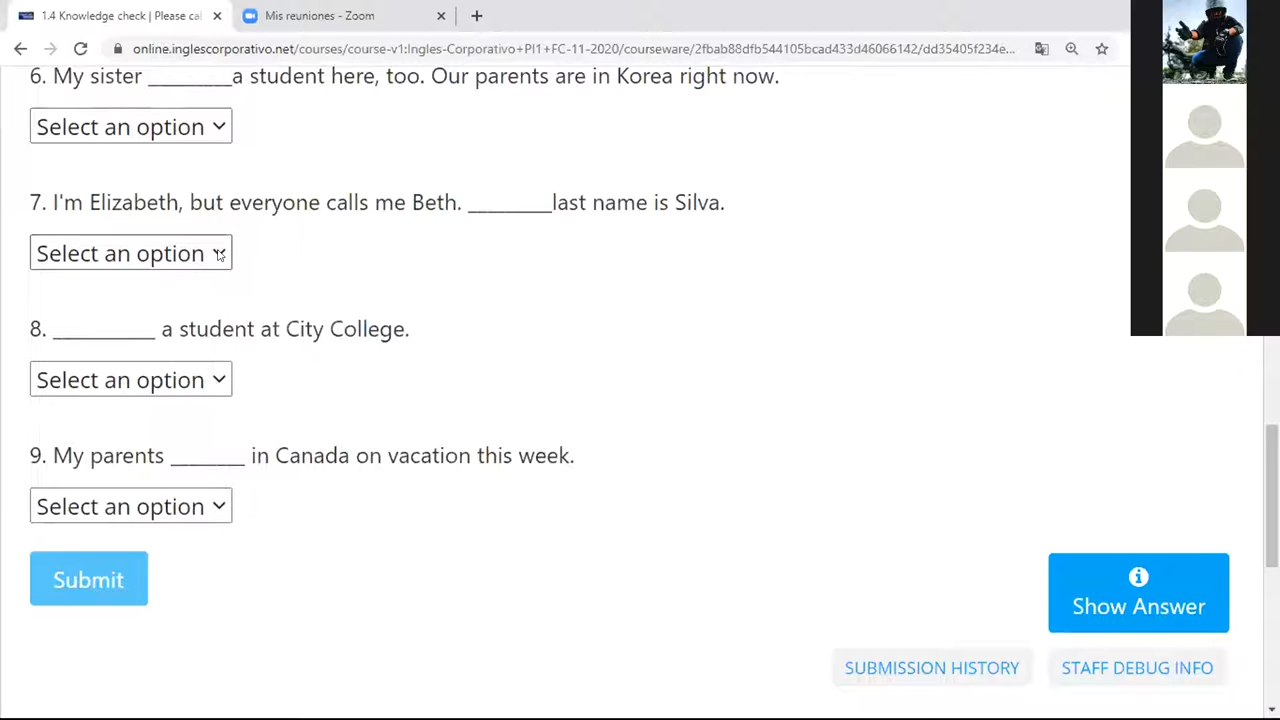 1.4 Knowledge check | Please cal
Mis reuniones - Zoom
online.inglescorporativo.net/courses/course-v1:Ingles-Corporativo+PI1+FC-11-2020/courseware/2fbab88dfb544105bcad433d46066142/dd35405f234e...
6. My sister _________a student here, too. Our parents are in Korea right now.
Select an option
7. I'm Elizabeth, but everyone calls me Beth. _________last name is Silva.
Select an option
8. ___________ a student at City College.
Select an option
9. My parents ________ in Canada on vacation this week.
Select an option
Submit
Show Answer
SUBMISSION HISTORY
STAFF DEBUG INFO